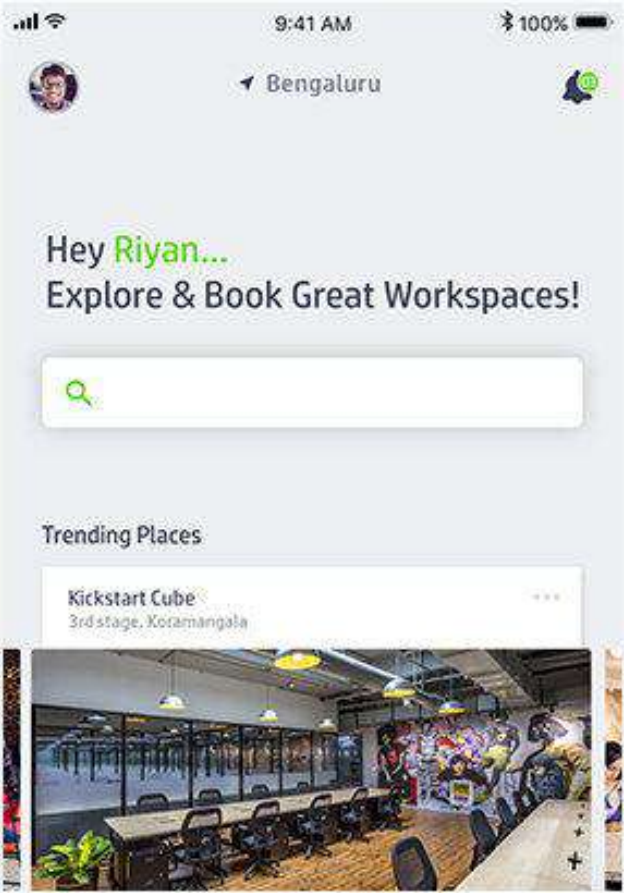 9:41 AM
100%
Bengaluru
Hey Riyan...
Explore & Book Great Workspaces!
Trending Places
Kickstart Cube
3rd stage, Koramangala